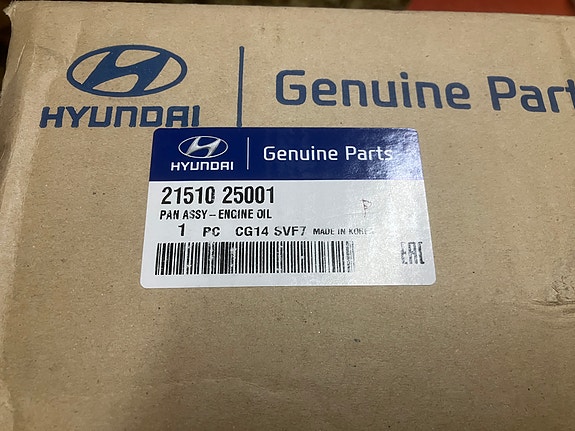 HYUNDAI
Genuine Part
HYUNDAI
Genuine Parts
21510 25001
PAN ASSY-ENGINE OIL
1 PC CG14 SVF7 MADE IN KORE
EAC